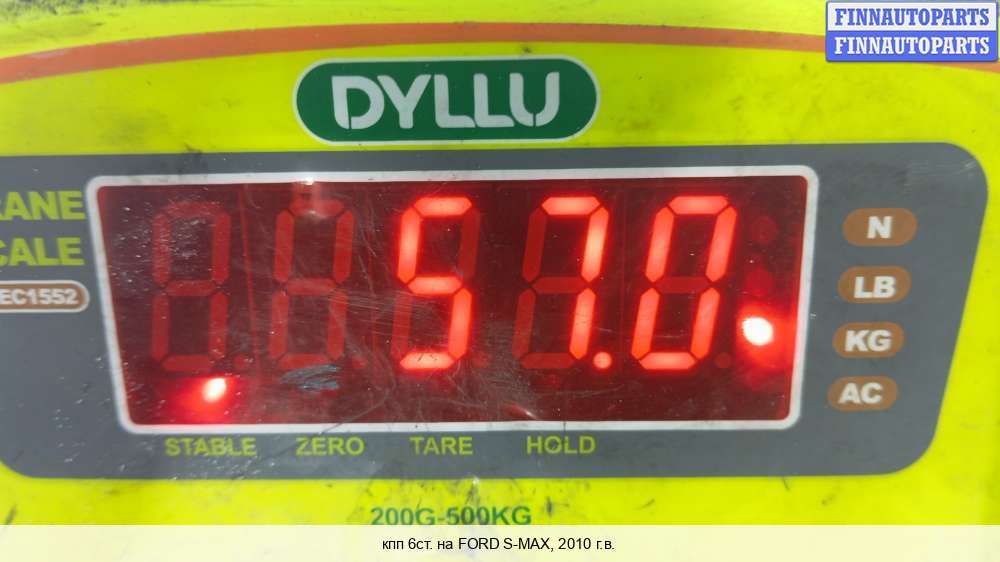 FINNAUTOPARTS
FINNAUTOPARTS
DYLLU
RANE
CALE
EC1552
57.0
N
LB
KG
AC
STABLE ZERO TARE HOLD
200G-500KG
кпп 6ст. на FORD S-MAX, 2010 г.в.